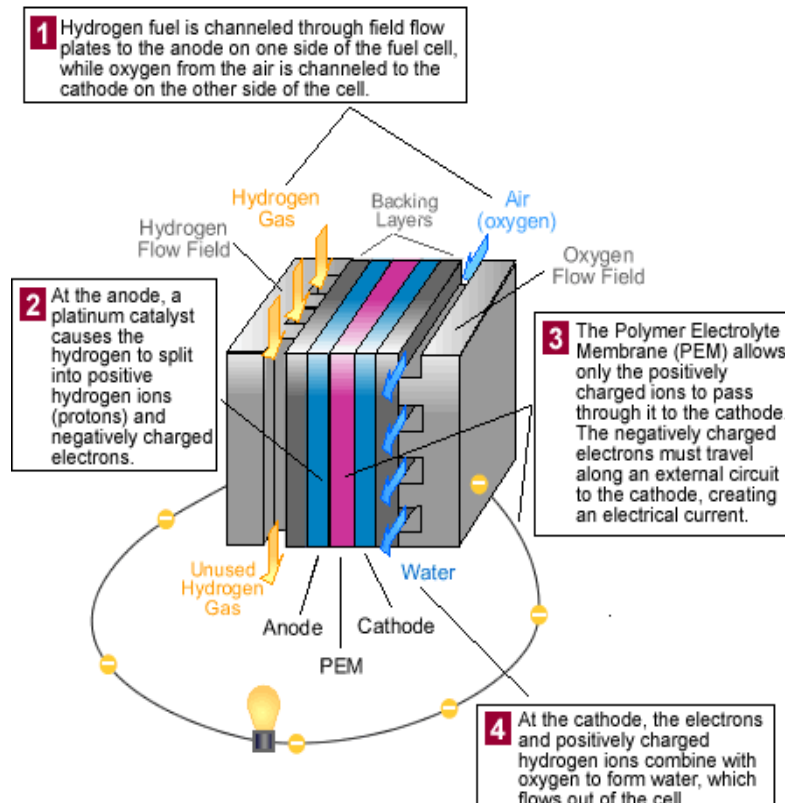 1 Hydrogen fuel is channeled through field flow
plates to the anode on one side of the fuel cell,
while oxygen from the air is channeled to the
cathode on the other side of the cell.
Hydrogen
Gas
Backing
Layers
Air
(oxygen)
Hydrogen
Flow Field
Oxygen
Flow Field
2 At the anode, a
platinum catalyst
causes the
hydrogen to split
into positive
hydrogen ions
(protons) and
negatively charged
electrons.
3 The Polymer Electrolyte
Membrane (PEM) allows
only the positively
charged ions to pass
through it to the cathode.
The negatively charged
electrons must travel
along an external circuit
to the cathode, creating
an electrical current.
Unused
Hydrogen
Gas
Water
Anode
Cathode
PEM
4 At the cathode, the electrons
and positively charged
hydrogen ions combine with
oxygen to form water, which
flows out of the cell